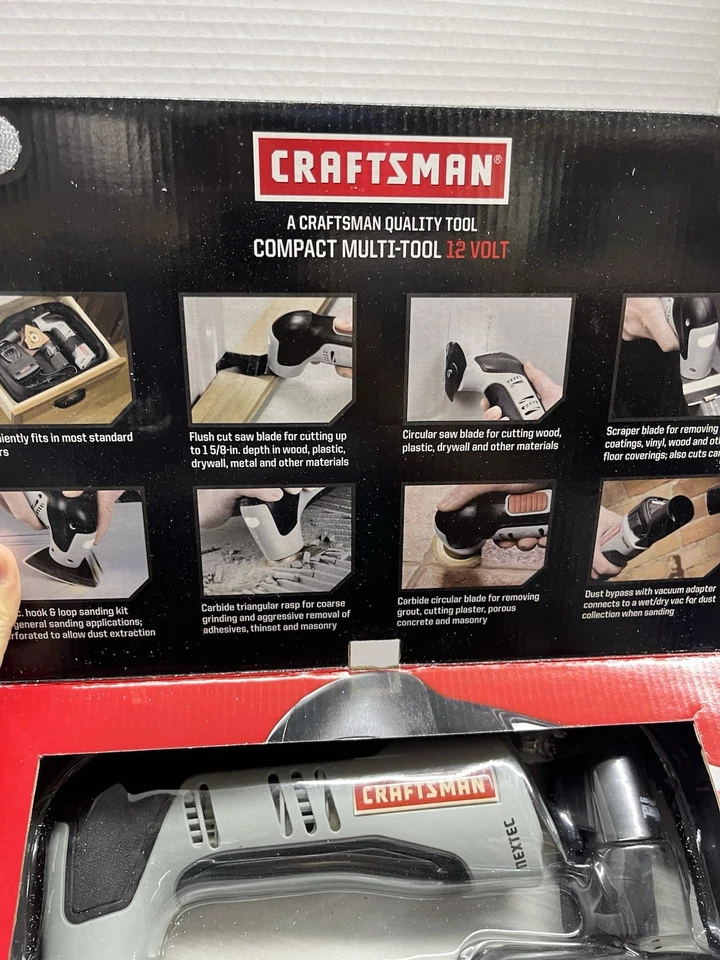 CRAFTSMAN®
A CRAFTSMAN QUALITY TOOL
COMPACT MULTI-TOOL 12 VOLT
iently fits in most standard
rs
Flush cut saw blade for cutting up
to 1 5/8-in. depth in wood, plastic,
drywall, metal and other materials
Circular saw blade for cutting wood,
plastic, drywall and other materials
Scraper blade for removing
coatings, vinyl, wood and oth
floor coverings; also cuts ca
c. hook & loop sanding kit
general sanding applications;
rforated to allow dust extraction
Carbide triangular rasp for coarse
grinding and aggressive removal of
adhesives, thinset and masonry
Carbide circular blade for removing
grout, cutting plaster, porous
concrete and masonry
Dust bypass with vacuum adapter
connects to a wet/dry vac for dust
collection when sanding
CRAFTSMAN
NEXTEC